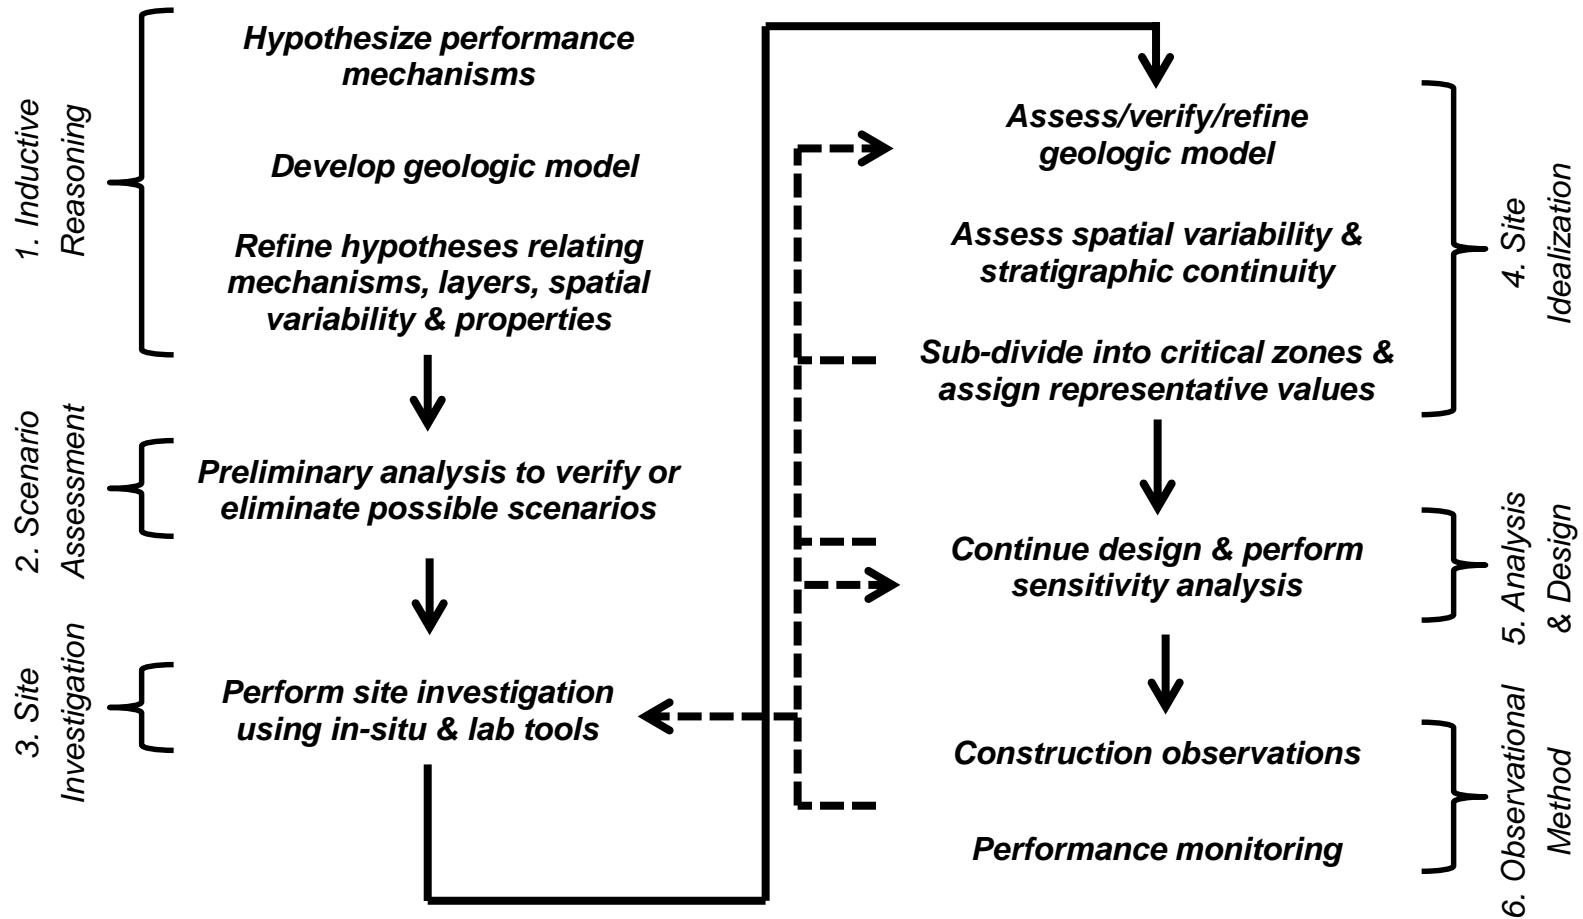 1. Inductive
Reasoning
Hypothesize performance
mechanisms
Develop geologic model
Refine hypotheses relating
mechanisms, layers, spatial
variability & properties
2. Scenario
Assessment
Preliminary analysis to verify or
eliminate possible scenarios
3. Site
Investigation
Perform site investigation
using in-situ & lab tools
Assess/verify/refine
geologic model
Assess spatial variability &
stratigraphic continuity
Sub-divide into critical zones &
assign representative values
4. Site
Idealization
Continue design & perform
sensitivity analysis
5. Analysis
& Design
Construction observations
Performance monitoring
6. Observational
Method